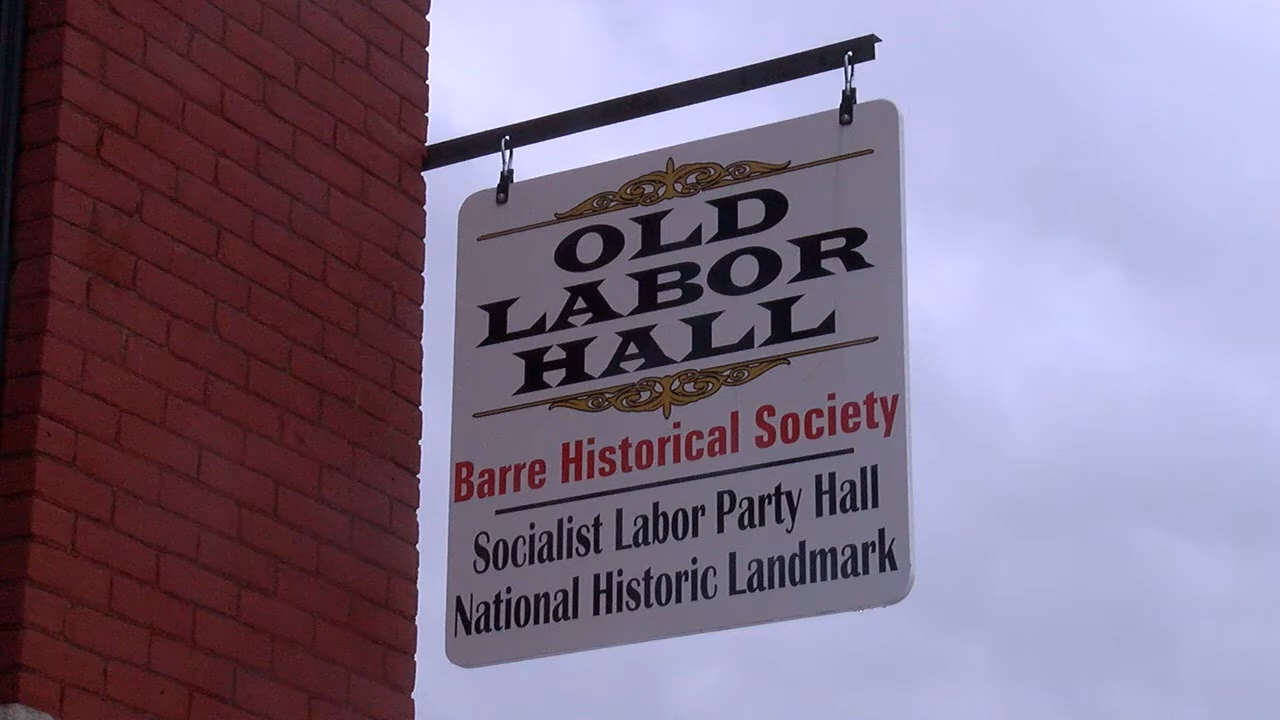 OLD
LABOR
HALL
Barre Historical Society
Socialist Labor Party Hall
National Historic Landmark